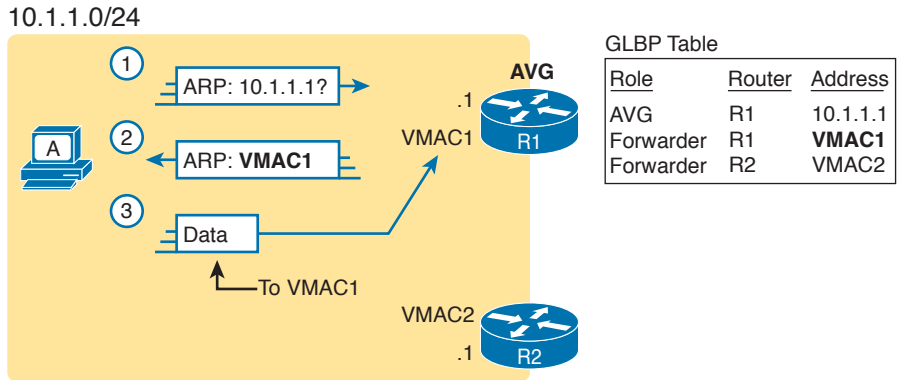 10.1.1.0/24
1
ARP: 10.1.1.1?
2
ARP: VMAC1
A
3
Data
To VMAC1
AVG
.1
VMAC1
R1
VMAC2
.1
R2
GLBP Table
Role Router Address
AVG R1 10.1.1.1
Forwarder R1 VMAC1
Forwarder R2 VMAC2